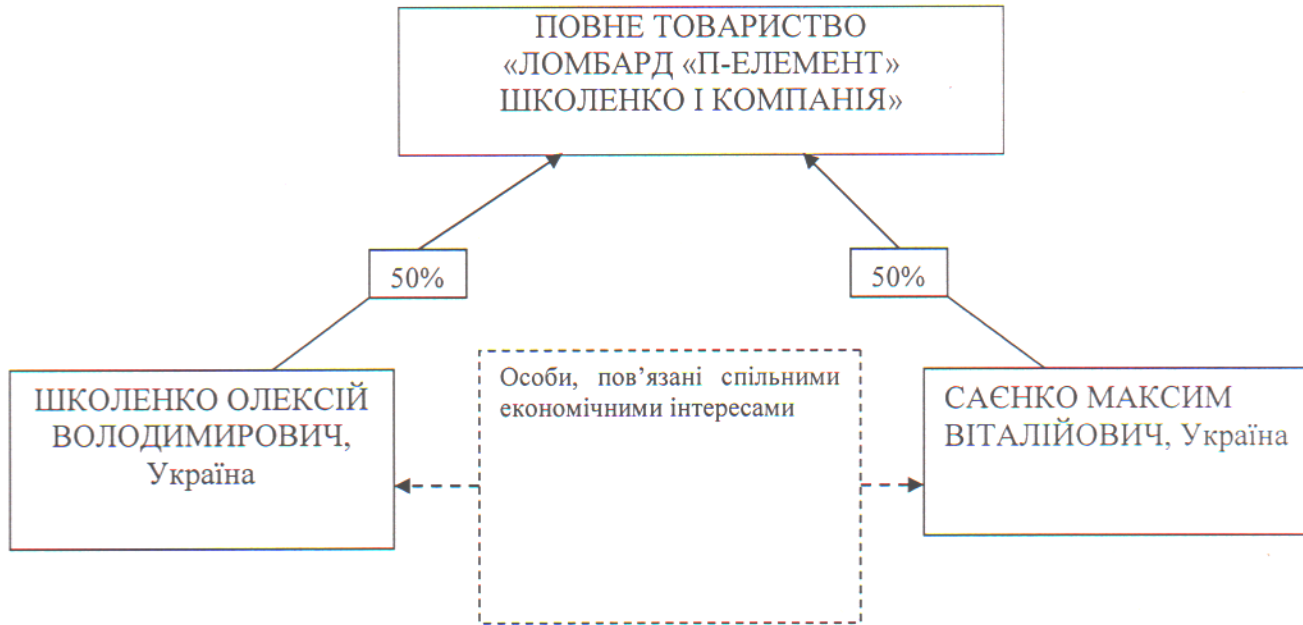 ПОВНЕ ТОВАРИСТВО
«ЛОМБАРД «П-ЕЛЕМЕНТ»
ШКОЛЕНКО І КОМПАНІЯ»
50%
50%
ШКОЛЕНКО ОЛЕКСІЙ
ВОЛОДИМИРОВИЧ,
Україна
Особи, пов’язані спільними
економічними інтересами
САЄНКО МАКСИМ
ВІТАЛІЙОВИЧ, Україна